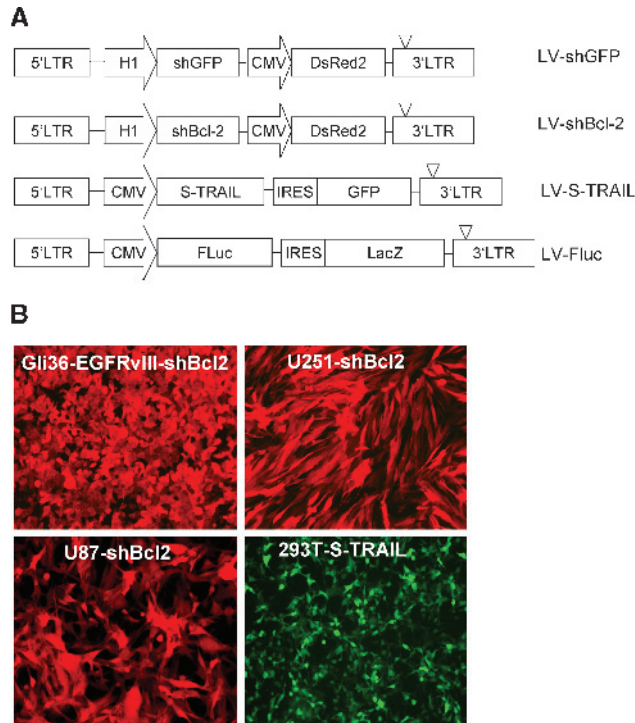 A
5'LTR H1 shGFP CMV DsRed2 3'LTR LV-shGFP
5'LTR H1 shBcl-2 CMV DsRed2 3'LTR LV-shBcl-2
5'LTR CMV S-TRAIL IRES GFP 3'LTR LV-S-TRAIL
5'LTR CMV FLuc IRES LacZ 3'LTR LV-Fluc
B
Gli36-EGFRvIII-shBcl2 U251-shBcl2
U87-shBcl2 293T-S-TRAIL